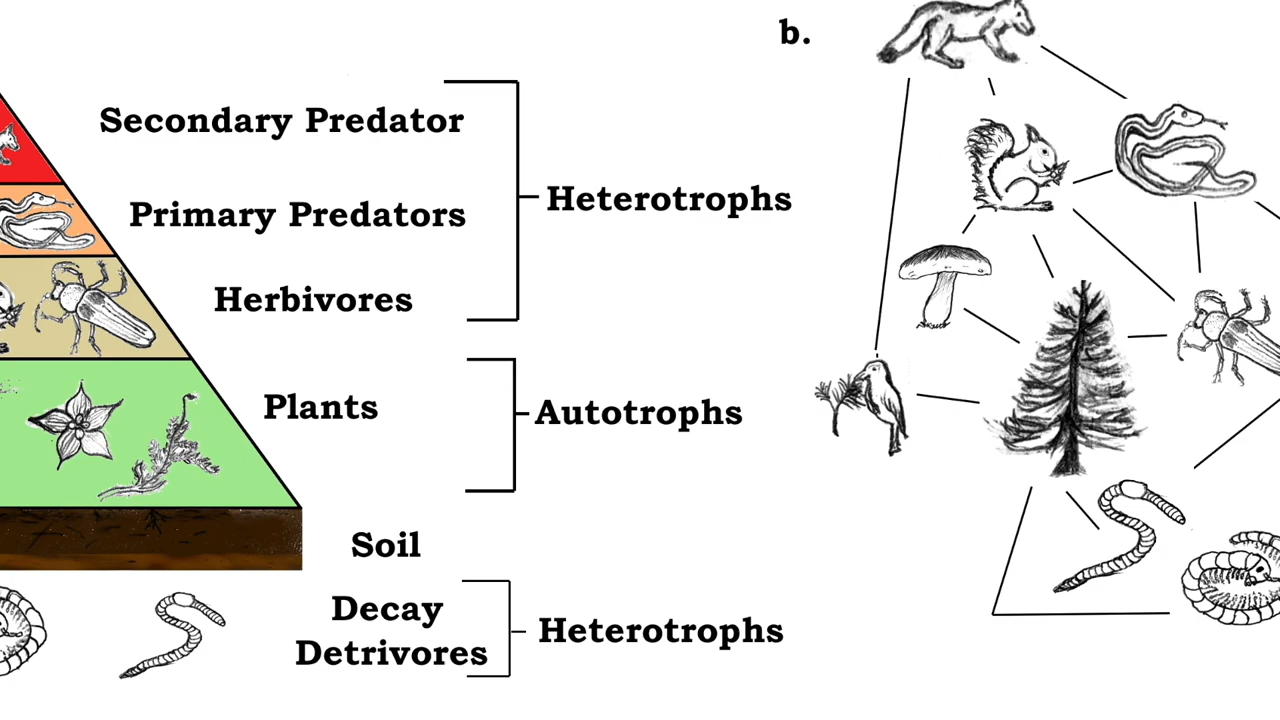 b.
Secondary Predator
Primary Predators
Heterotrophs
Herbivores
Plants
Autotrophs
Soil
Decay
Detrivores
Heterotrophs